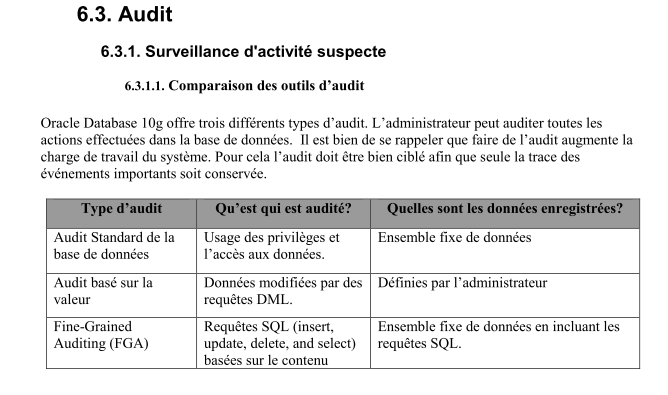 6.3. Audit
6.3.1. Surveillance d'activité suspecte
6.3.1.1. Comparaison des outils d’audit
Oracle Database 10g offre trois différents types d’audit. L’administrateur peut auditer toutes les
actions effectuées dans la base de données.  Il est bien de se rappeler que faire de l’audit augmente la
charge de travail du système. Pour cela l’audit doit être bien ciblé afin que seule la trace des
événements importants soit conservée.
Type d’audit Qu’est qui est audité? Quelles sont les données enregistrées?
Audit Standard de la Usage des privilèges et Ensemble fixe de données
base de données l’accès aux données.
Audit basé sur la Données modifiées par des Définies par l’administrateur
valeur requêtes DML.
Fine-Grained Requêtes SQL (insert, Ensemble fixe de données en incluant les
Auditing (FGA) update, delete, and select) requêtes SQL.
basées sur le contenu